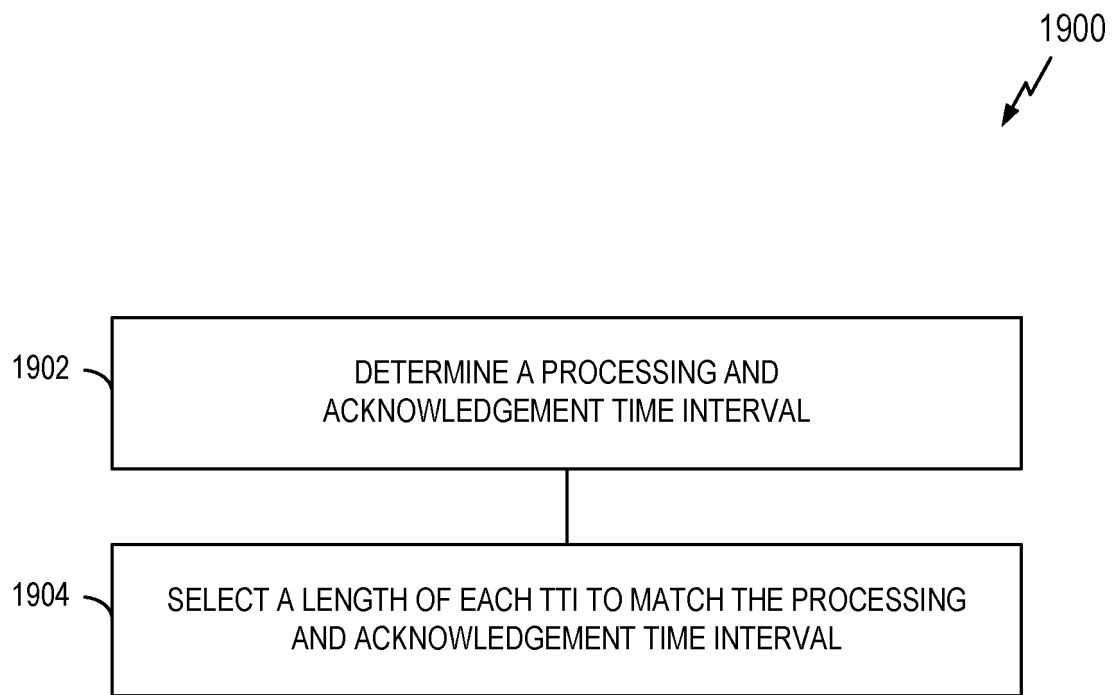 1900
1902
DETERMINE A PROCESSING AND
ACKNOWLEDGEMENT TIME INTERVAL
1904
SELECT A LENGTH OF EACH TTI TO MATCH THE PROCESSING
AND ACKNOWLEDGEMENT TIME INTERVAL